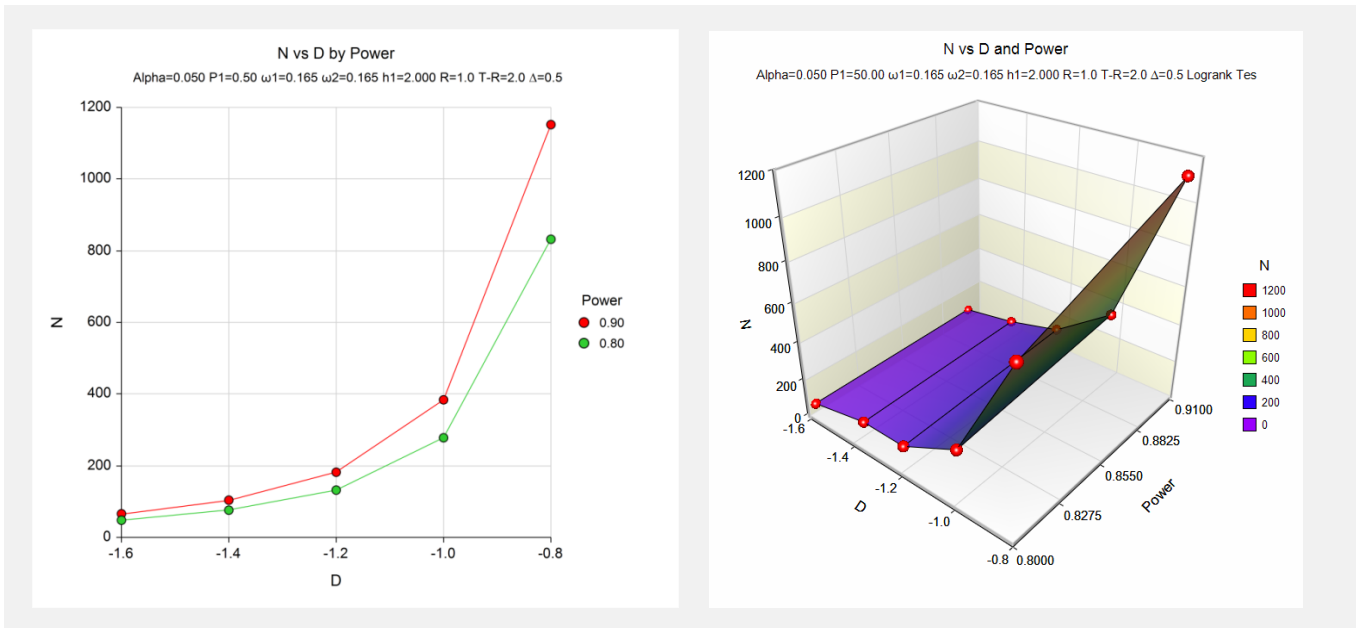 N vs D by Power
Alpha=0.050 P1=0.50 ω1=0.165 ω2=0.165 h1=2.000 R=1.0 T-R=2.0 Δ=0.5
1200
1000
800
600
400
200
0
N
-1.6 -1.4 -1.2 -1.0 -0.8
D
Power
0.90
0.80
N vs D and Power
Alpha=0.050 P1=50.00 ω1=0.165 ω2=0.165 h1=2.000 R=1.0 T-R=2.0 Δ=0.5 Logrank Tes
1200
1000
800
600
400
200
0
N
-1.6
-1.4
-1.2
-1.0
-0.8
D
0.8000
0.8275
0.8550
0.8825
0.9100
Power
N
1200
1000
800
600
400
200
0